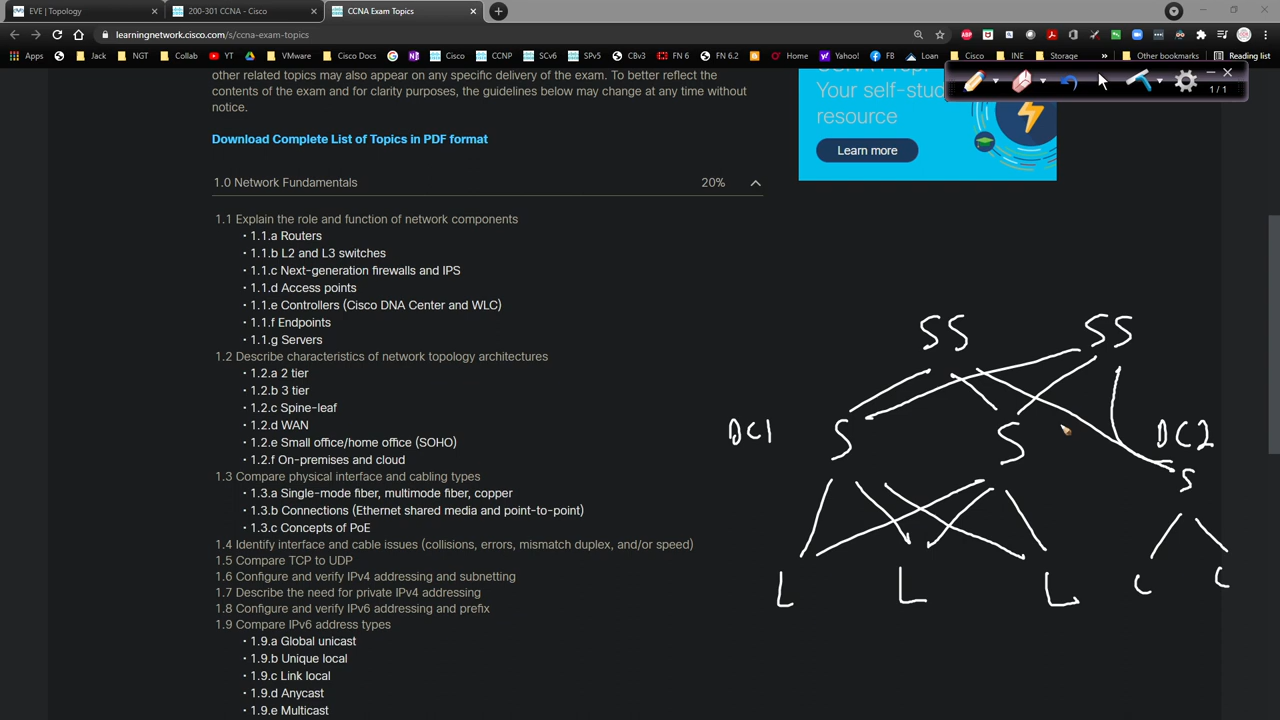 EVE | Topology
200-301 CCNA - Cisco
CCNA Exam Topics
learningnetwork.cisco.com/s/ccna-exam-topics
Apps
YT
NGT
Collab
VMware
Cisco Docs
Cisco
CCNP
SCv6
SPv5
FN 6
FN 6.2
Home
Yahoo!
FB
Loan
Cisco
INE
Storage
Other bookmarks
Reading list
1 / 1
other related topics may also appear on any specific delivery of the exam. To better reflect the
contents of the exam and for clarity purposes, the guidelines below may change at any time without
notice.
Your self-stud
resource
Learn more
Download Complete List of Topics in PDF format
1.0 Network Fundamentals 20%
1.1 Explain the role and function of network components
• 1.1.a Routers
• 1.1.b L2 and L3 switches
• 1.1.c Next-generation firewalls and IPS
• 1.1.d Access points
• 1.1.e Controllers (Cisco DNA Center and WLC)
• 1.1.f Endpoints
• 1.1.g Servers
1.2 Describe characteristics of network topology architectures
• 1.2.a 2 tier
• 1.2.b 3 tier
• 1.2.c Spine-leaf
• 1.2.d WAN
• 1.2.e Small office/home office (SOHO)
• 1.2.f On-premises and cloud
1.3 Compare physical interface and cabling types
• 1.3.a Single-mode fiber, multimode fiber, copper
• 1.3.b Connections (Ethernet shared media and point-to-point)
• 1.3.c Concepts of PoE
1.4 Identify interface and cable issues (collisions, errors, mismatch duplex, and/or speed)
1.5 Compare TCP to UDP
1.6 Configure and verify IPv4 addressing and subnetting
1.7 Describe the need for private IPv4 addressing
1.8 Configure and verify IPv6 addressing and prefix
1.9 Compare IPv6 address types
• 1.9.a Global unicast
• 1.9.b Unique local
• 1.9.c Link local
• 1.9.d Anycast
• 1.9.e Multicast
SS SS
DC1 S S DC2
S
L L L C C